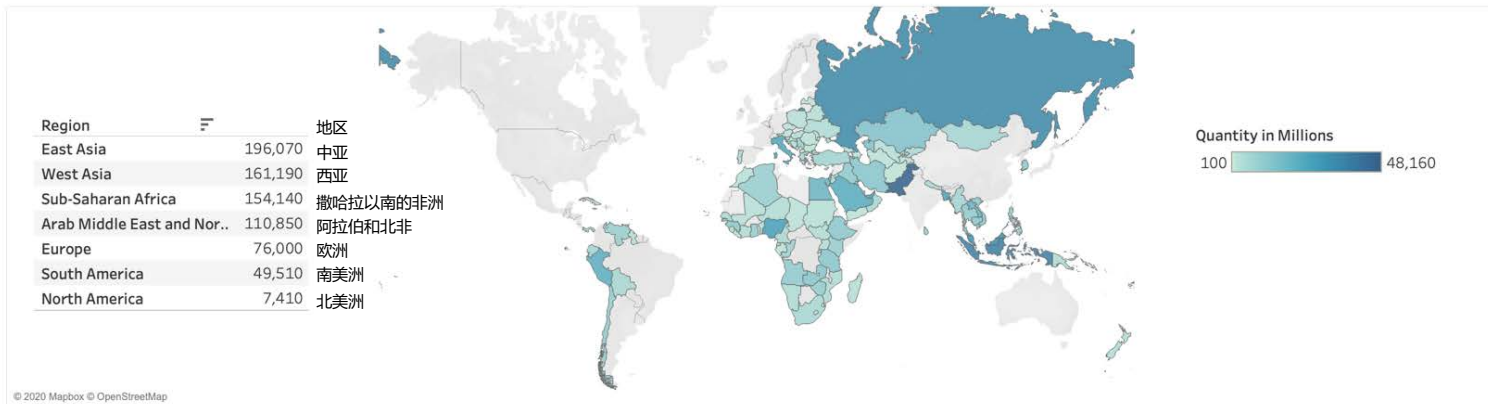 Region 地区
East Asia 196,070 中亚
West Asia 161,190 西亚
Sub-Saharan Africa 154,140 撒哈拉以南的非洲
Arab Middle East and Nor.. 110,850 阿拉伯和北非
Europe 76,000 欧洲
South America 49,510 南美洲
North America 7,410 北美洲
Quantity in Millions
100 48,160
© 2020 Mapbox © OpenStreetMap